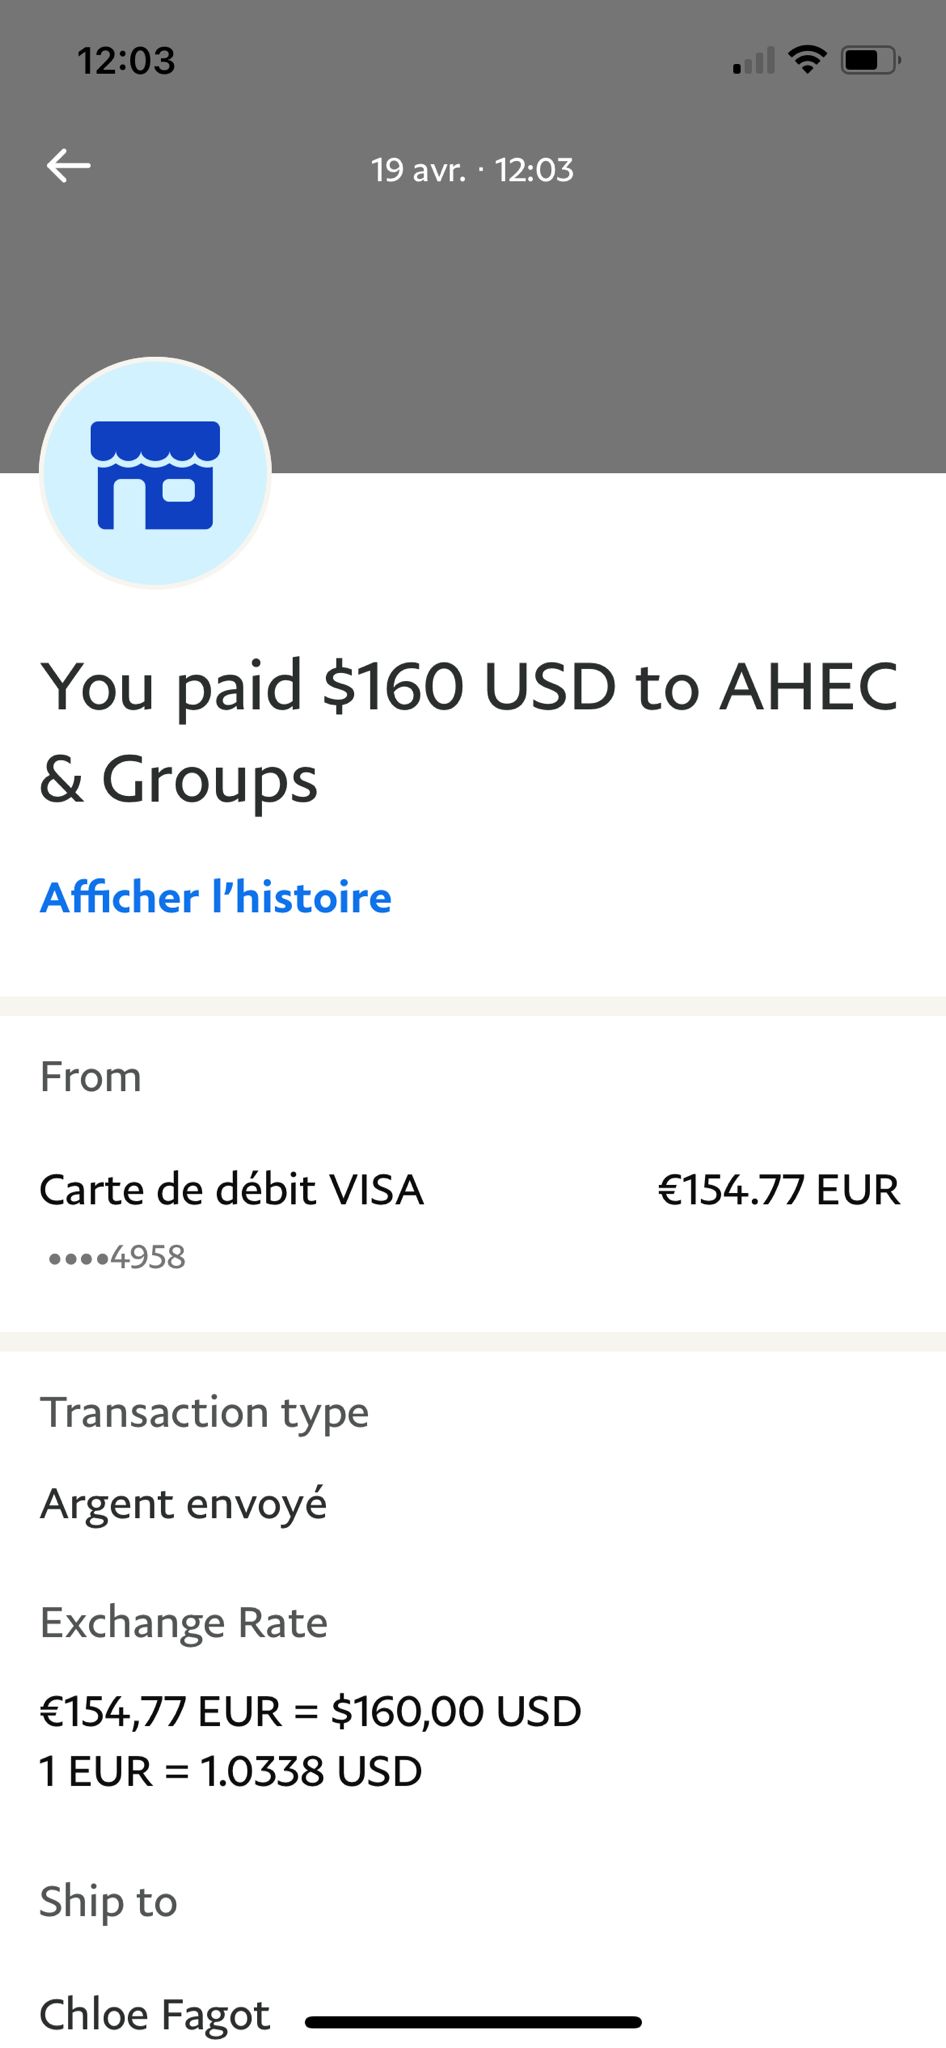 12:03
19 avr. · 12:03
You paid $160 USD to AHEC
& Groups
Afficher l'histoire
From
Carte de débit VISA €154.77 EUR
••••4958
Transaction type
Argent envoyé
Exchange Rate
€154,77 EUR = $160,00 USD
1 EUR = 1.0338 USD
Ship to
Chloe Fagot